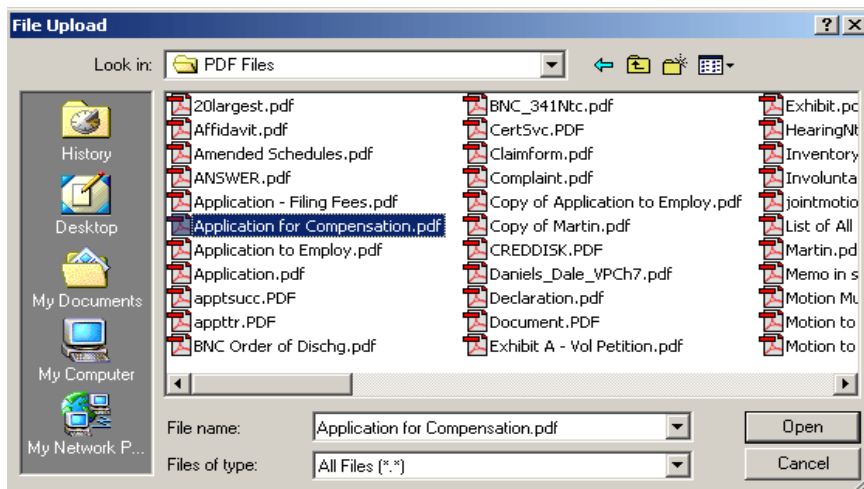 File Upload
Look in:
PDF Files
History
Desktop
My Documents
My Computer
My Network P...
20largest.pdf
Affidavit.pdf
Amended Schedules.pdf
ANSWER.pdf
Application - Filing Fees.pdf
Application for Compensation.pdf
Application to Employ.pdf
Application.pdf
apptsucc.PDF
appttr.PDF
BNC Order of Dischg.pdf
BNC_341Ntc.pdf
CertSvc.PDF
Claimform.pdf
Complaint.pdf
Copy of Application to Employ.pdf
Copy of Martin.pdf
CREDDISK.PDF
Daniels_Dale_VPCh7.pdf
Declaration.pdf
Document.PDF
Exhibit A - Vol Petition.pdf
Exhibit.pd
HearingNt
Inventory
Involunta
jointmotio
List of All
Martin.pd
Memo in s
Motion Mu
Motion to
Motion to
File name:
Application for Compensation.pdf
Open
Files of type:
All Files (*.*)
Cancel